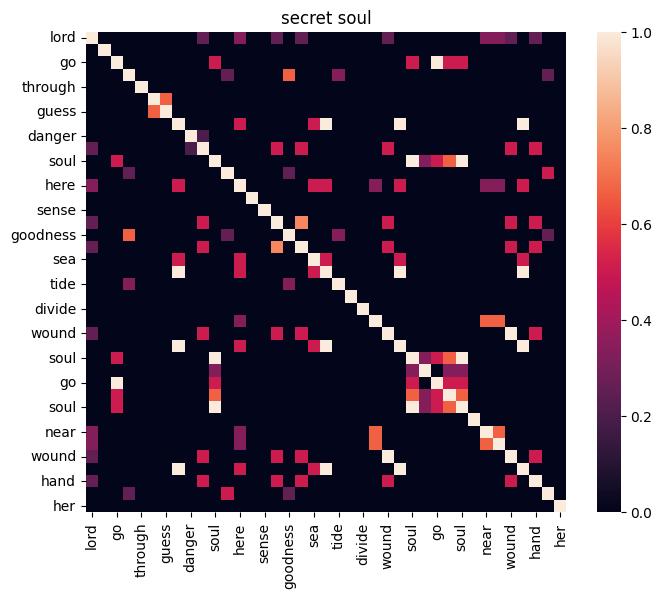 secret soul
lord
go
through
guess
danger
soul
here
sense
goodness
sea
tide
divide
wound
soul
go
soul
near
wound
hand
her
1.0
0.8
0.6
0.4
0.2
0.0
lord
go
through
guess
danger
soul
here
sense
goodness
sea
tide
divide
wound
soul
go
soul
near
wound
hand
her